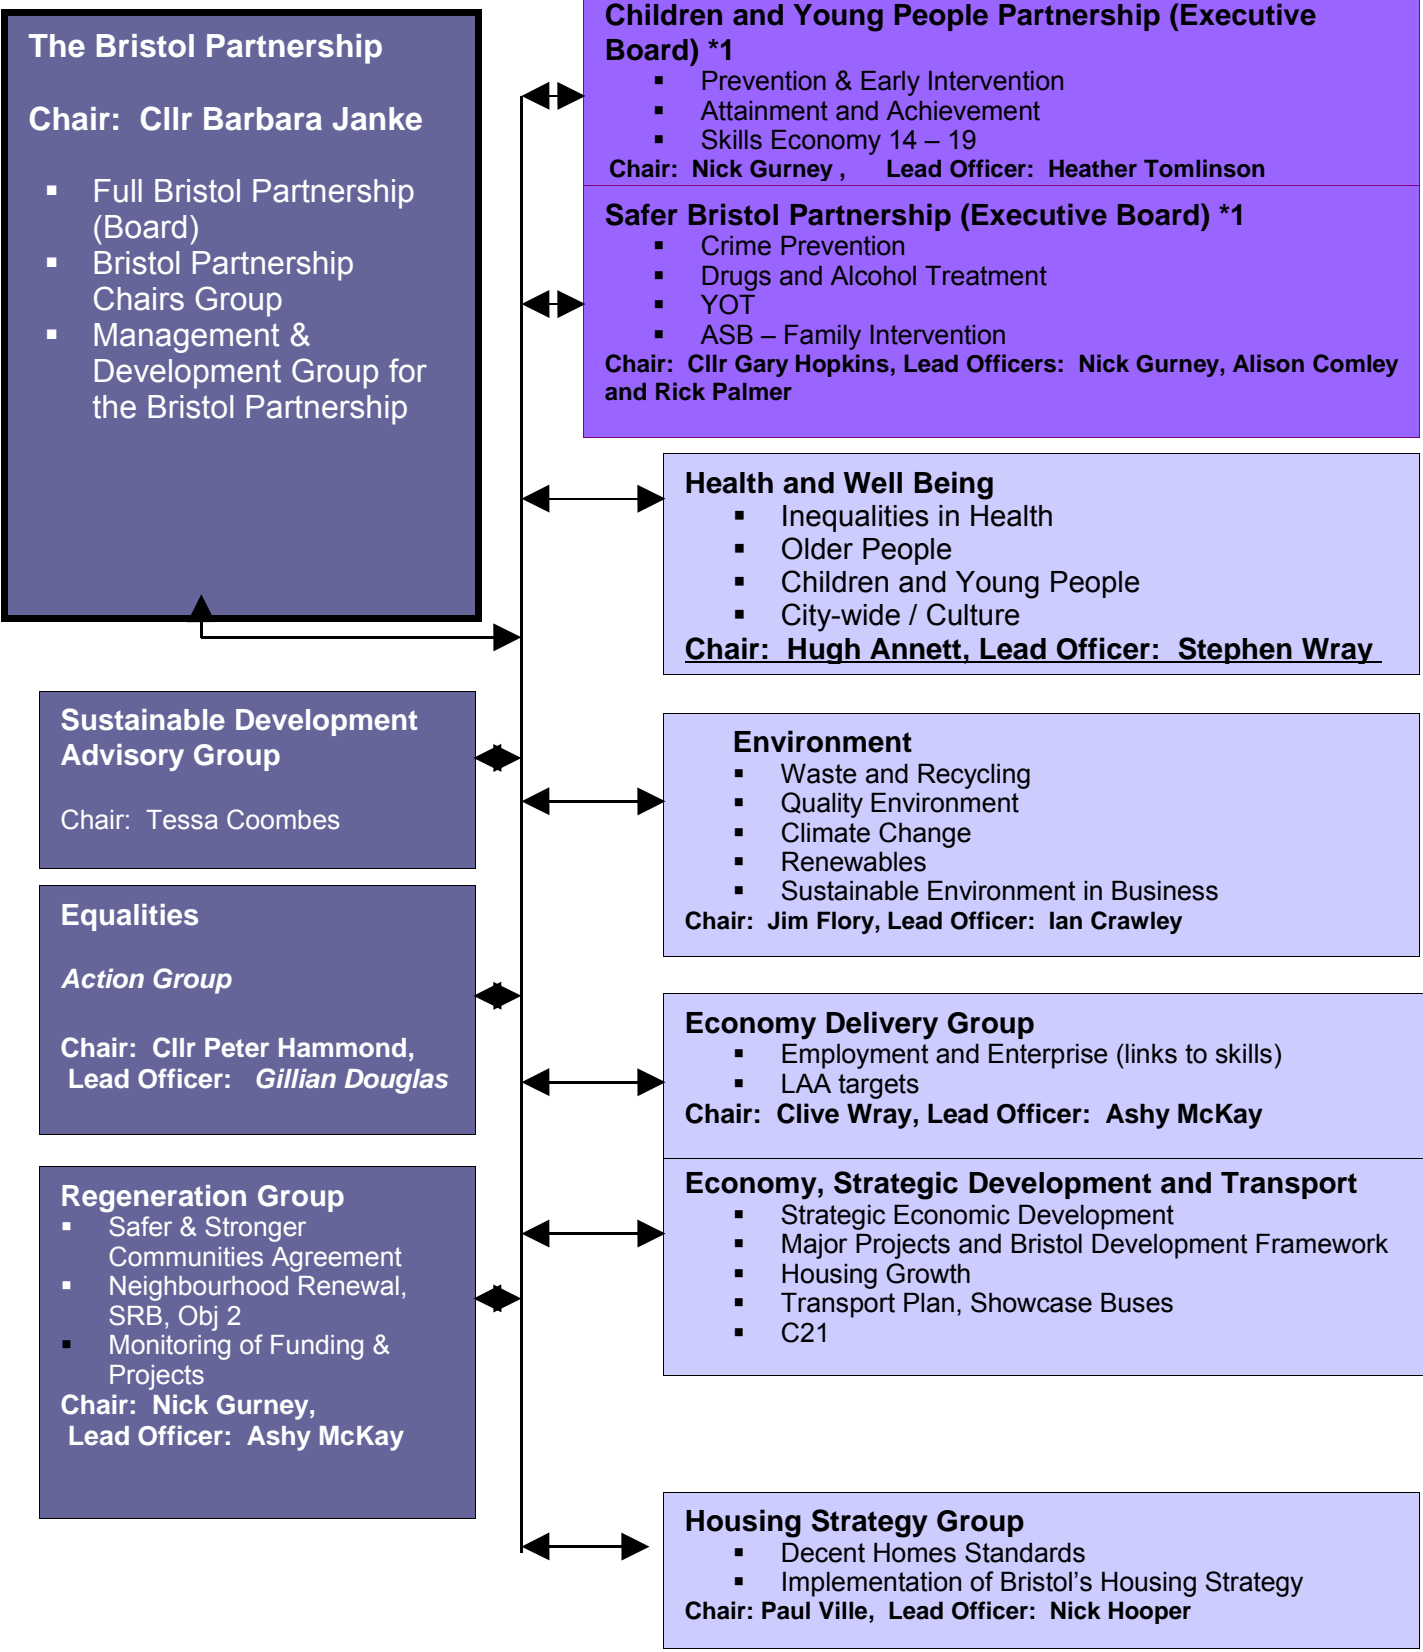 The Bristol Partnership
Chair: Cllr Barbara Janke
▪ Full Bristol Partnership
(Board)
▪ Bristol Partnership
Chairs Group
▪ Management &
Development Group for
the Bristol Partnership
Sustainable Development
Advisory Group
Chair: Tessa Coombes
Equalities
Action Group
Chair: Cllr Peter Hammond,
Lead Officer: Gillian Douglas
Regeneration Group
▪ Safer & Stronger
Communities Agreement
▪ Neighbourhood Renewal,
SRB, Obj 2
▪ Monitoring of Funding &
Projects
Chair: Nick Gurney,
Lead Officer: Ashy McKay
Children and Young People Partnership (Executive
Board) *1
▪ Prevention & Early Intervention
▪ Attainment and Achievement
▪ Skills Economy 14 – 19
Chair: Nick Gurney , Lead Officer: Heather Tomlinson
Safer Bristol Partnership (Executive Board) *1
▪ Crime Prevention
▪ Drugs and Alcohol Treatment
▪ YOT
▪ ASB – Family Intervention
Chair: Cllr Gary Hopkins, Lead Officers: Nick Gurney, Alison Comley
and Rick Palmer
Health and Well Being
▪ Inequalities in Health
▪ Older People
▪ Children and Young People
▪ City-wide / Culture
Chair: Hugh Annett, Lead Officer: Stephen Wray
Environment
▪ Waste and Recycling
▪ Quality Environment
▪ Climate Change
▪ Renewables
▪ Sustainable Environment in Business
Chair: Jim Flory, Lead Officer: Ian Crawley
Economy Delivery Group
▪ Employment and Enterprise (links to skills)
▪ LAA targets
Chair: Clive Wray, Lead Officer: Ashy McKay
Economy, Strategic Development and Transport
▪ Strategic Economic Development
▪ Major Projects and Bristol Development Framework
▪ Housing Growth
▪ Transport Plan, Showcase Buses
▪ C21
Housing Strategy Group
▪ Decent Homes Standards
▪ Implementation of Bristol’s Housing Strategy
Chair: Paul Ville, Lead Officer: Nick Hooper